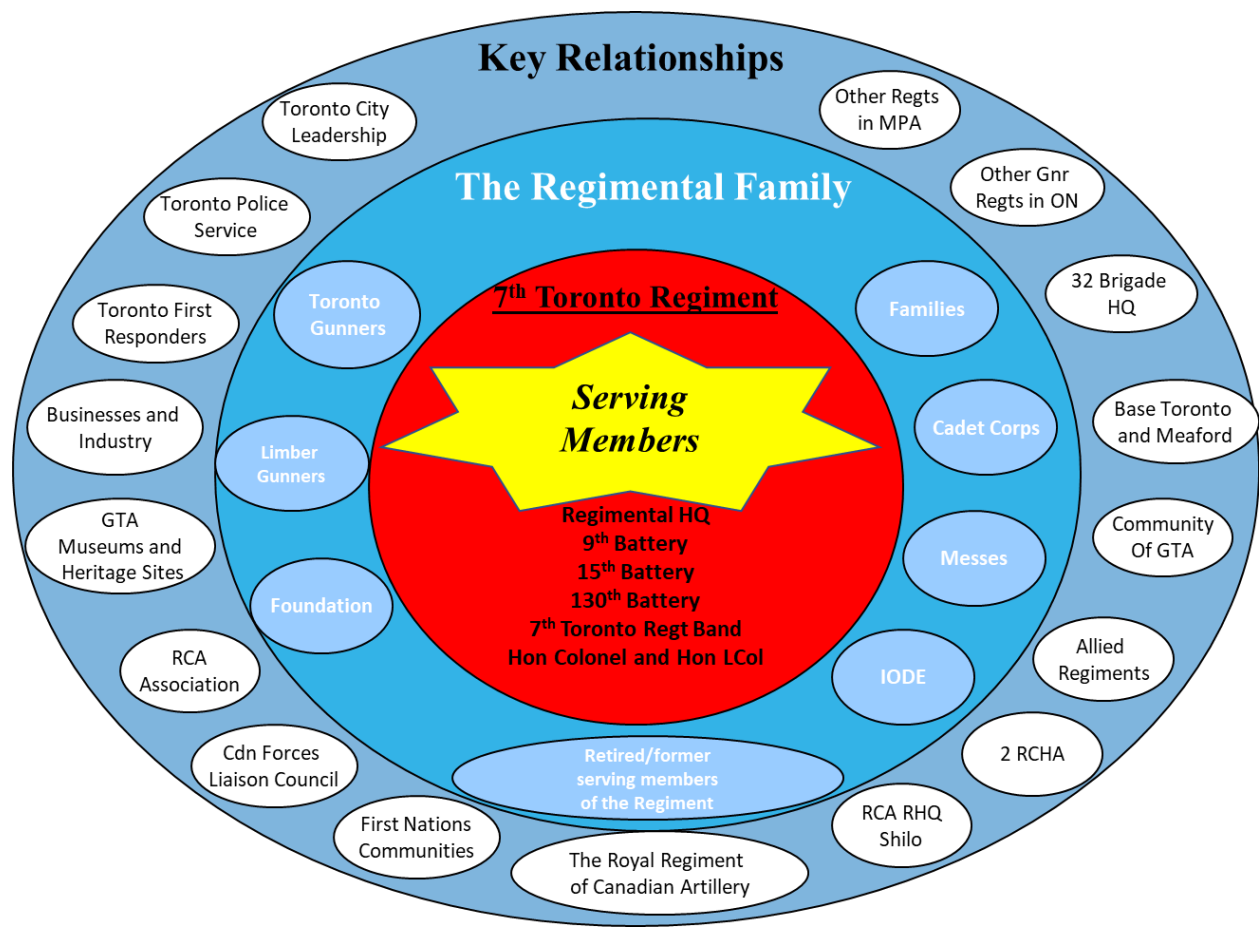 Key Relationships
Toronto City
Leadership
Other Regts
in MPA
The Regimental Family
Other Gnr
Regts in ON
Toronto Police
Service
7th Toronto Regiment
Toronto
Gunners
Families
32 Brigade
HQ
Toronto First
Responders
Serving
Members
Businesses and
Industry
Limber
Gunners
Cadet Corps
Base Toronto
and Meaford
GTA
Museums and
Heritage Sites
Regimental HQ
9th Battery
15th Battery
130th Battery
7th Toronto Regt Band
Hon Colonel and Hon LCol
Messes
Community
Of GTA
Foundation
RCA
Association
IODE
Allied
Regiments
Cdn Forces
Liaison Council
Retired/former
serving members
of the Regiment
2 RCHA
First Nations
Communities
RCA RHQ
Shilo
The Royal Regiment
of Canadian Artillery